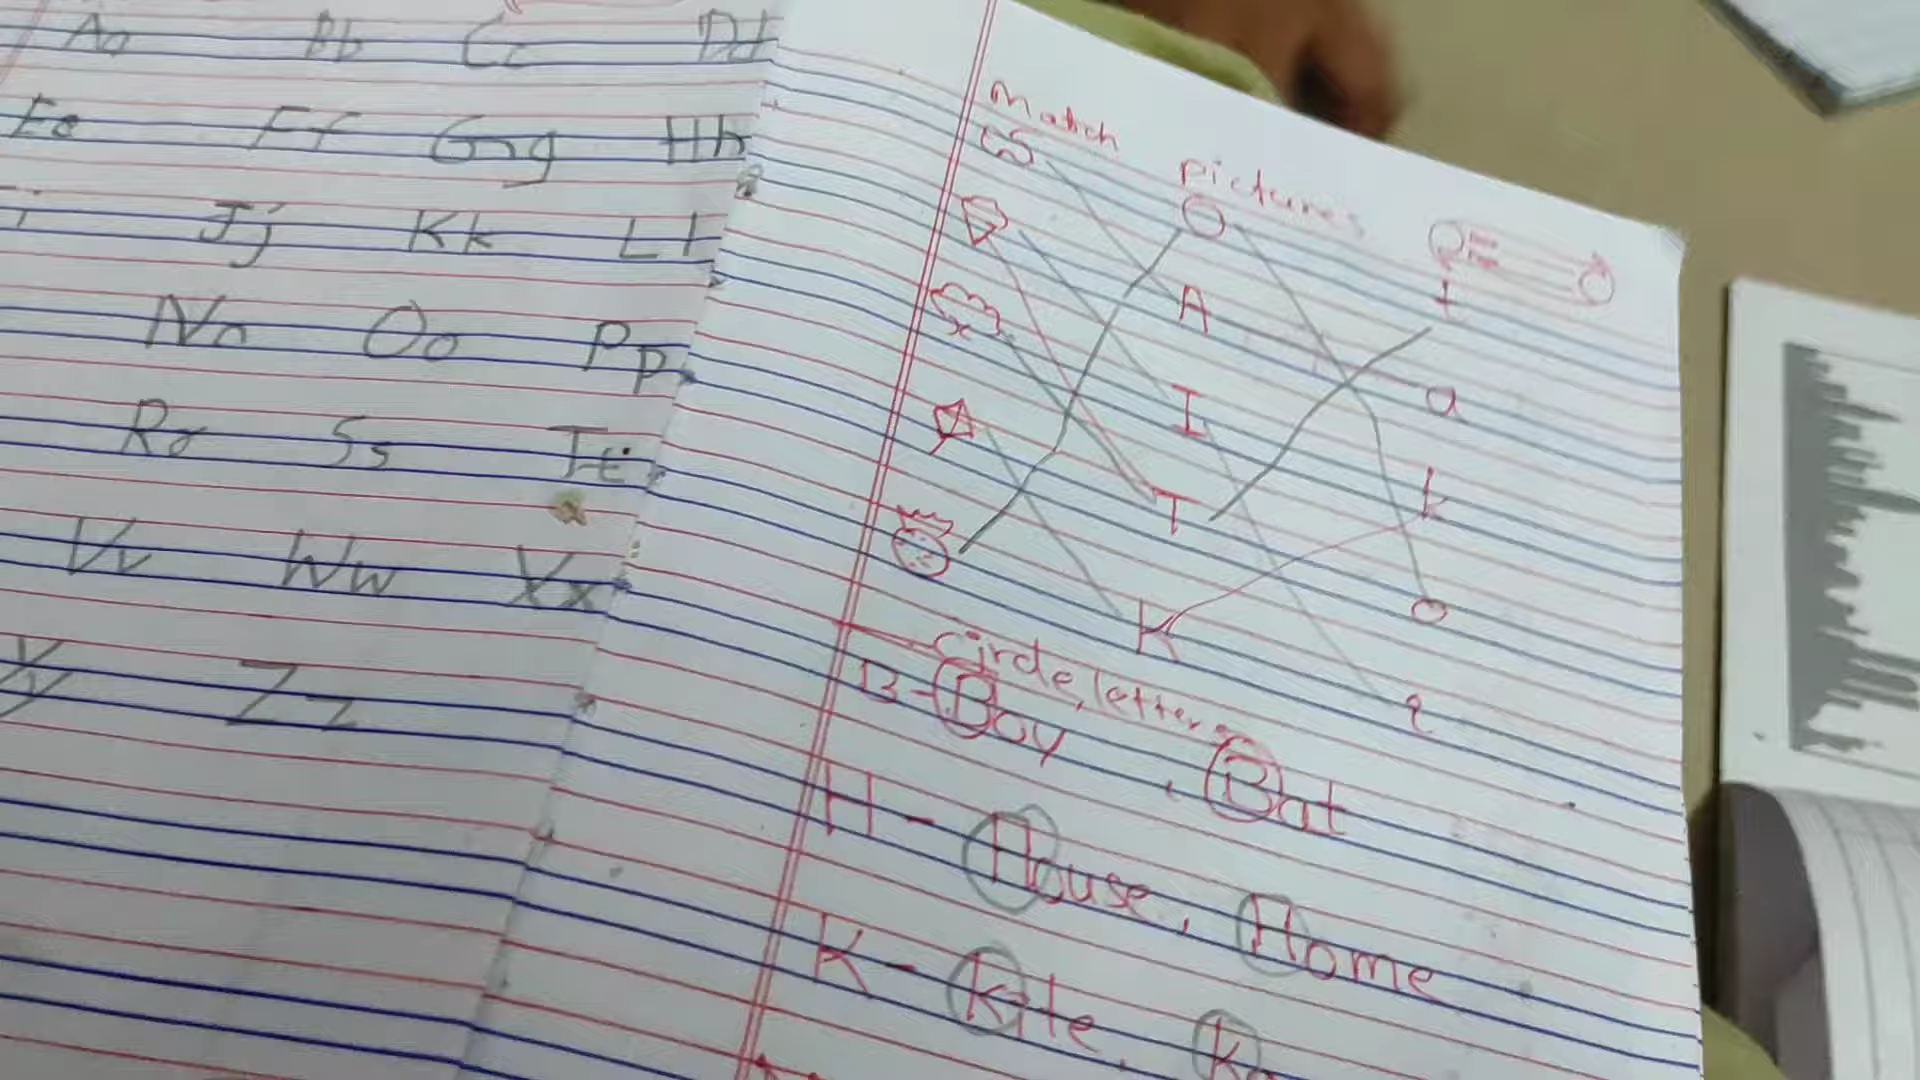 Aa Bb Cc Dd
Ee Ff Gg Hh
Jj Kk Ll
Nn Oo Pp
Rr Ss Tt
Vv Ww Xx
Yy Zz
Match pictures
O t
A a
I k
T o
K
circle, letters
B - Boy, Bat
H - House, Home
K - kite,